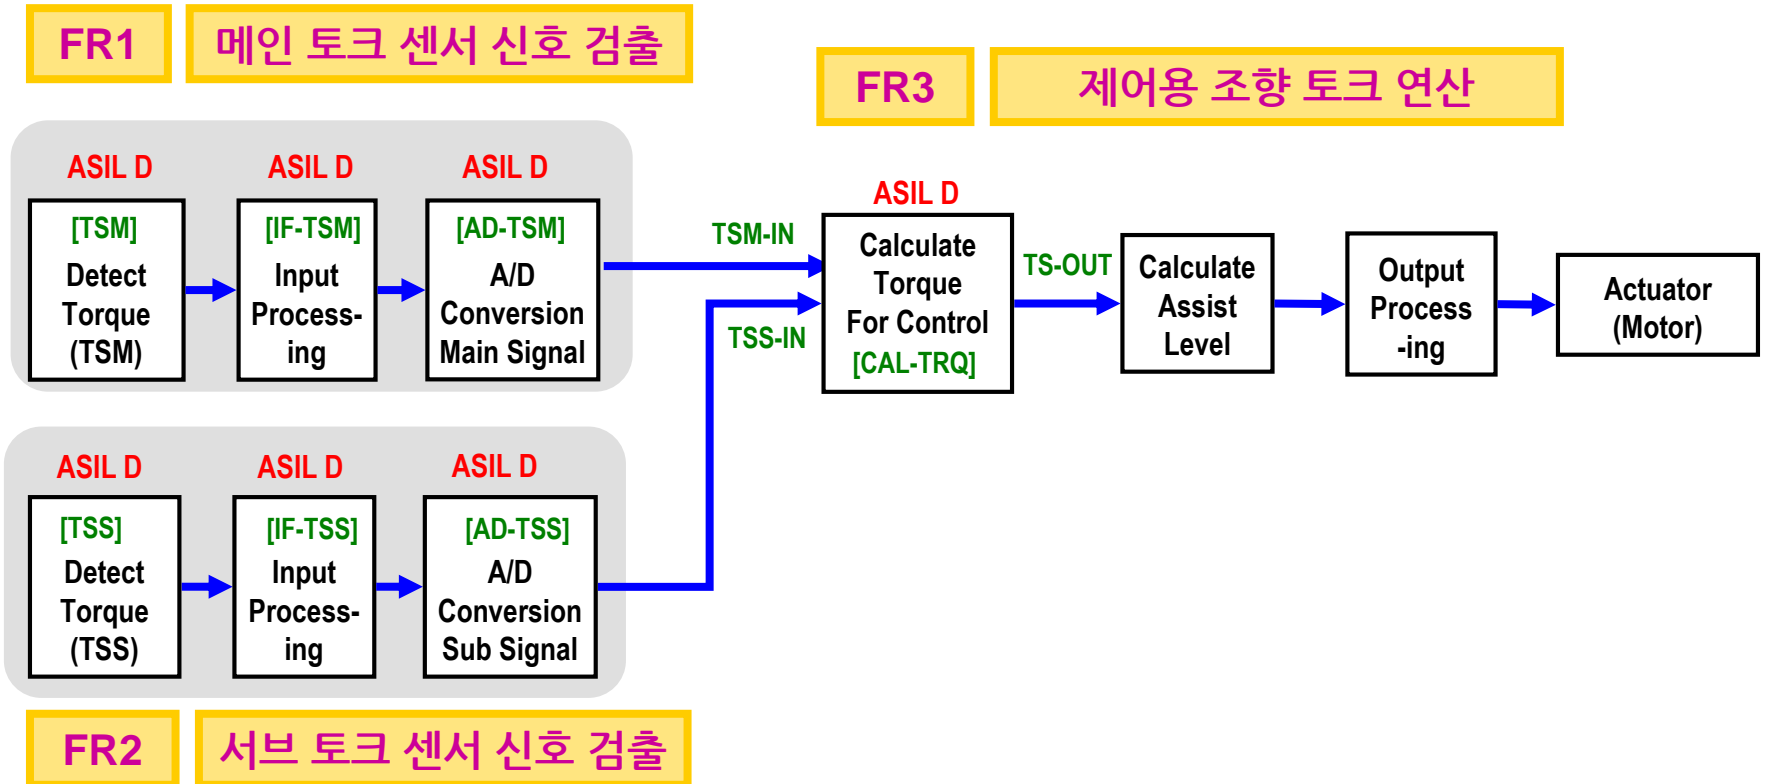 FR1
메인 토크 센서 신호 검출
FR3
제어용 조향 토크 연산
ASIL D
ASIL D
ASIL D
[TSM]
Detect
Torque
(TSM)
[IF-TSM]
Input
Process-
ing
[AD-TSM]
A/D
Conversion
Main Signal
TSM-IN
TSS-IN
ASIL D
Calculate
Torque
For Control
[CAL-TRQ]
TS-OUT
Calculate
Assist
Level
Output
Process
-ing
Actuator
(Motor)
ASIL D
ASIL D
ASIL D
[TSS]
Detect
Torque
(TSS)
[IF-TSS]
Input
Process-
ing
[AD-TSS]
A/D
Conversion
Sub Signal
FR2
서브 토크 센서 신호 검출